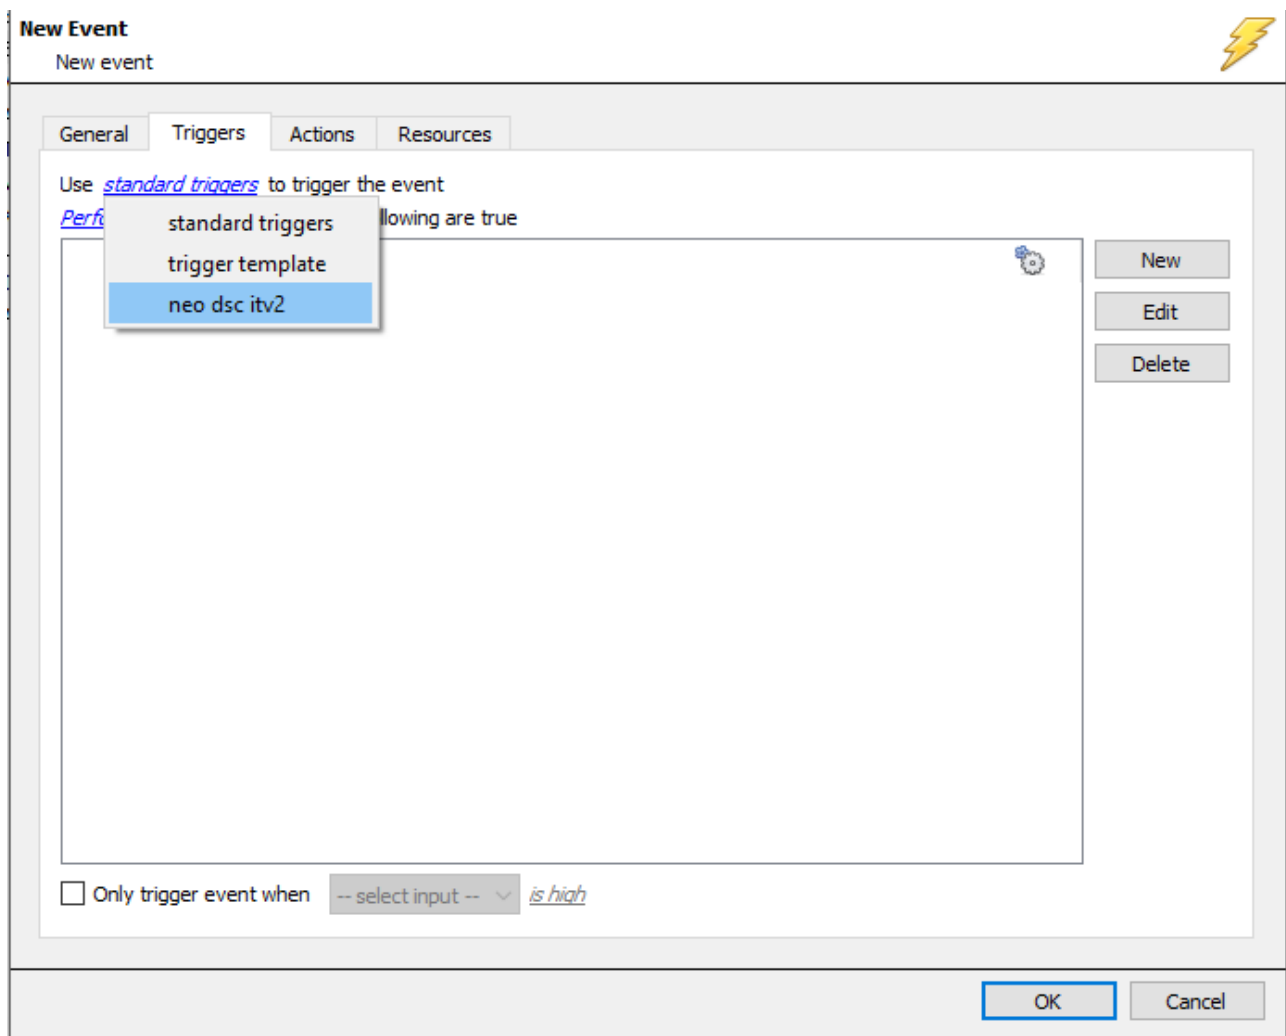 New Event
New event
General Triggers Actions Resources
Use standard triggers to trigger the event
llowing are true
standard triggers
trigger template
neo dsc itv2
New
Edit
Delete
Only trigger event when -- select input -- is high
OK Cancel